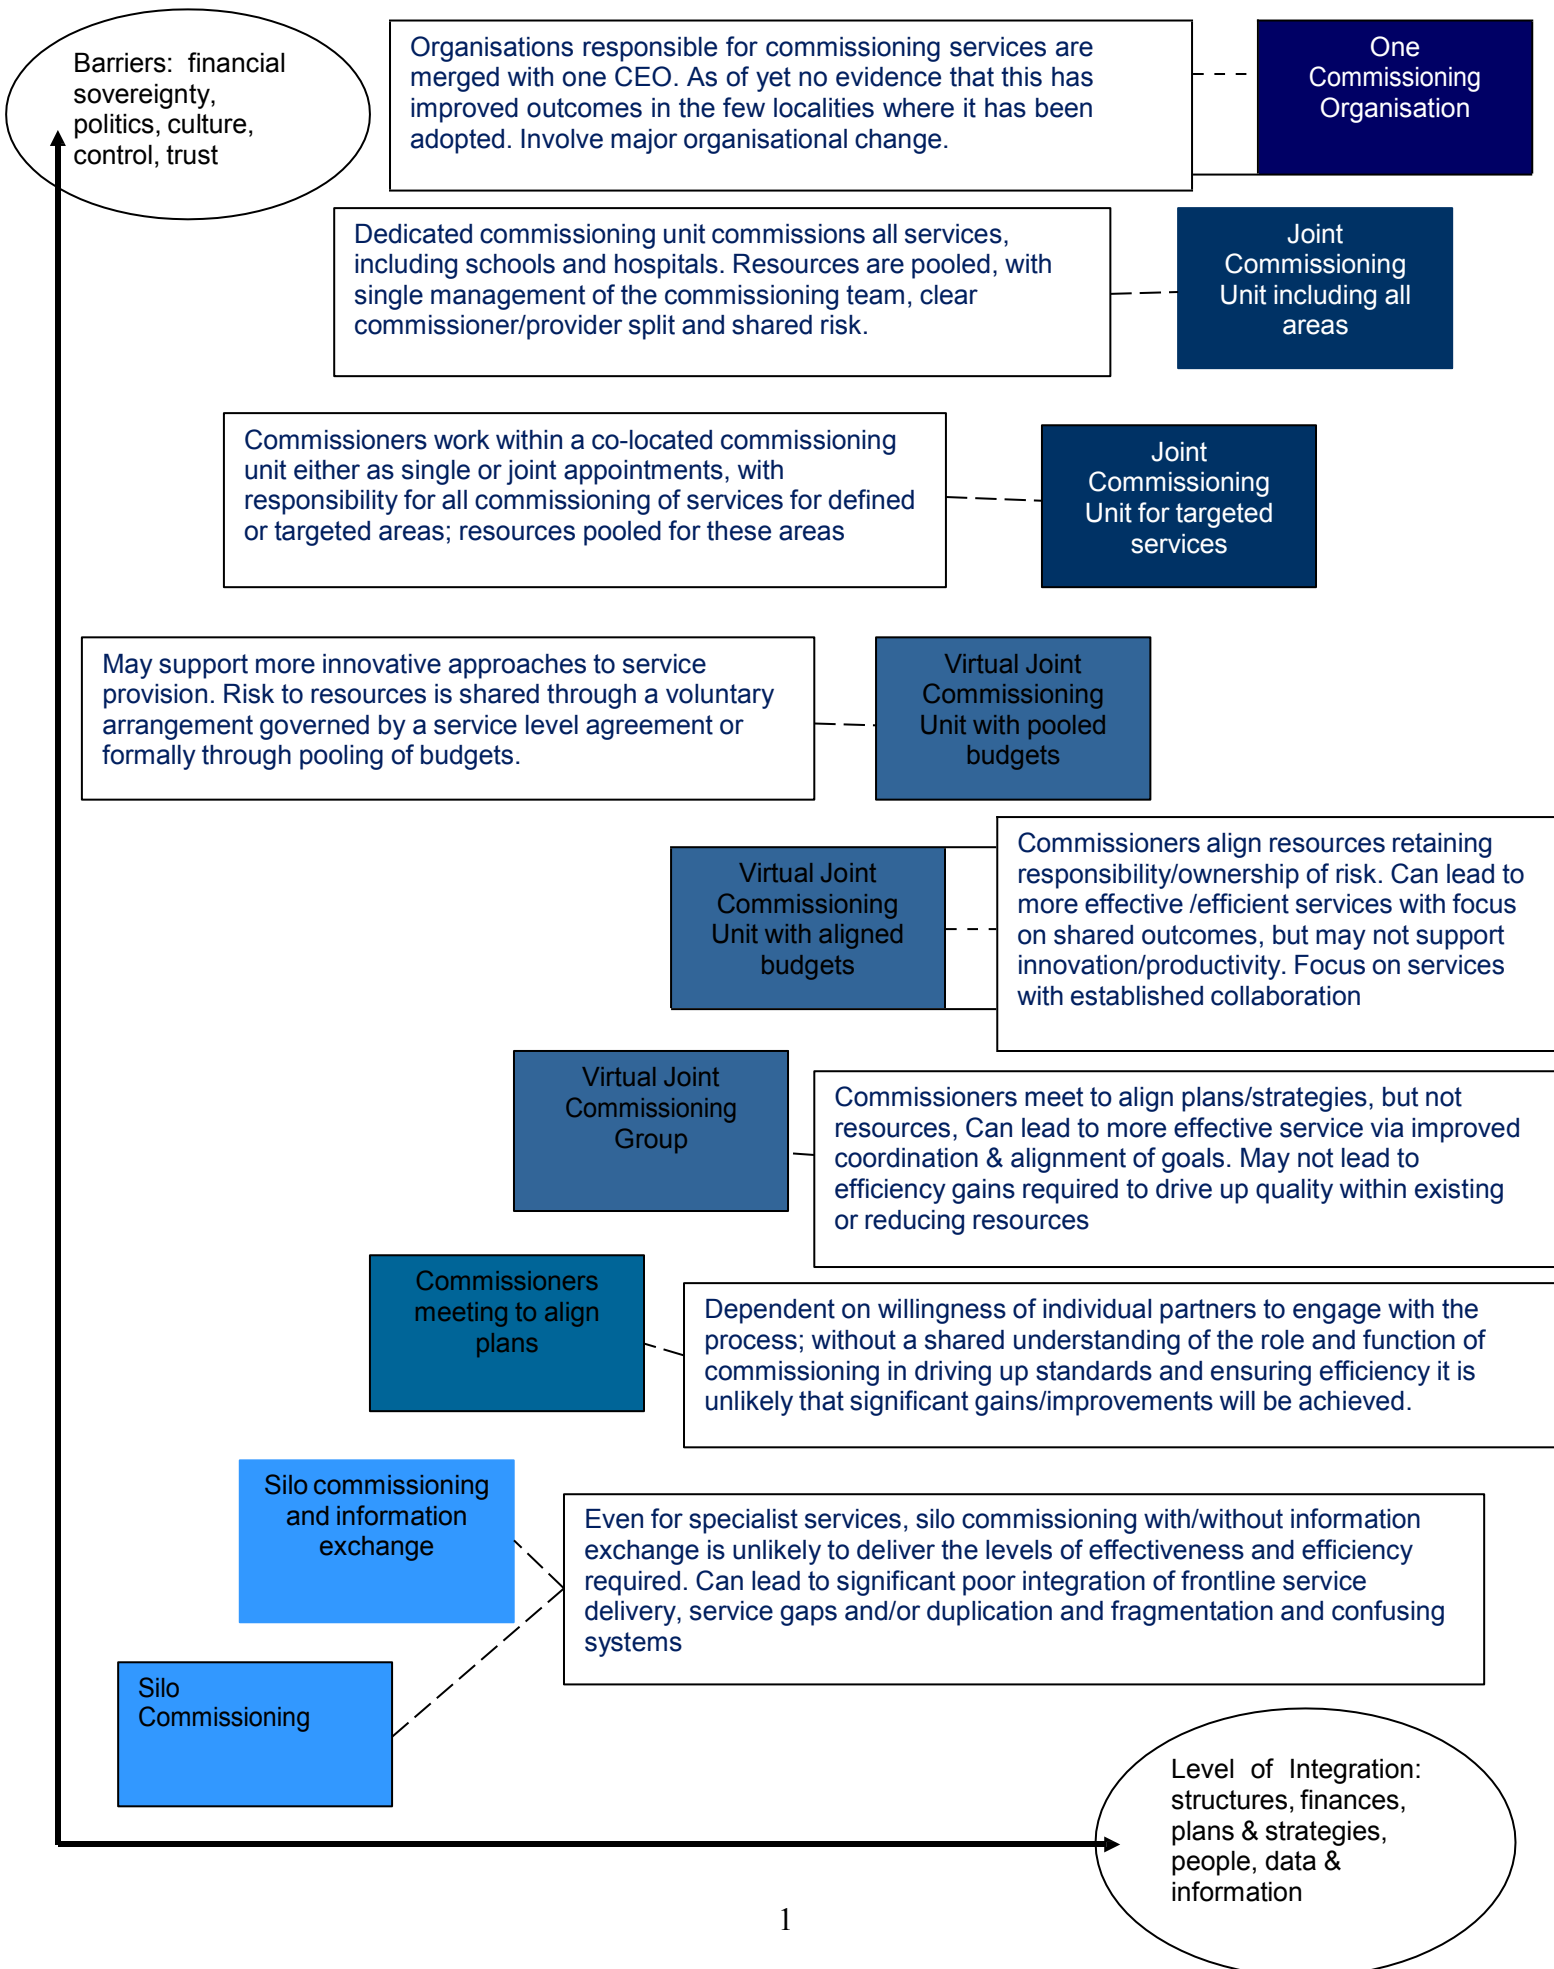 Barriers: financial
sovereignty,
politics, culture,
control, trust
Organisations responsible for commissioning services are
merged with one CEO. As of yet no evidence that this has
improved outcomes in the few localities where it has been
adopted. Involve major organisational change.
One
Commissioning
Organisation
Dedicated commissioning unit commissions all services,
including schools and hospitals. Resources are pooled, with
single management of the commissioning team, clear
commissioner/provider split and shared risk.
Joint
Commissioning
Unit including all
areas
Commissioners work within a co-located commissioning
unit either as single or joint appointments, with
responsibility for all commissioning of services for defined
or targeted areas; resources pooled for these areas
Joint
Commissioning
Unit for targeted
services
May support more innovative approaches to service
provision. Risk to resources is shared through a voluntary
arrangement governed by a service level agreement or
formally through pooling of budgets.
Virtual Joint
Commissioning
Unit with pooled
budgets
Virtual Joint
Commissioning
Unit with aligned
budgets
Commissioners align resources retaining
responsibility/ownership of risk. Can lead to
more effective /efficient services with focus
on shared outcomes, but may not support
innovation/productivity. Focus on services
with established collaboration
Virtual Joint
Commissioning
Group
Commissioners meet to align plans/strategies, but not
resources, Can lead to more effective service via improved
coordination & alignment of goals. May not lead to
efficiency gains required to drive up quality within existing
or reducing resources
Commissioners
meeting to align
plans
Dependent on willingness of individual partners to engage with the
process; without a shared understanding of the role and function of
commissioning in driving up standards and ensuring efficiency it is
unlikely that significant gains/improvements will be achieved.
Silo commissioning
and information
exchange
Even for specialist services, silo commissioning with/without information
exchange is unlikely to deliver the levels of effectiveness and efficiency
required. Can lead to significant poor integration of frontline service
delivery, service gaps and/or duplication and fragmentation and confusing
systems
Silo
Commissioning
Level of Integration:
structures, finances,
plans & strategies,
people, data &
information
1